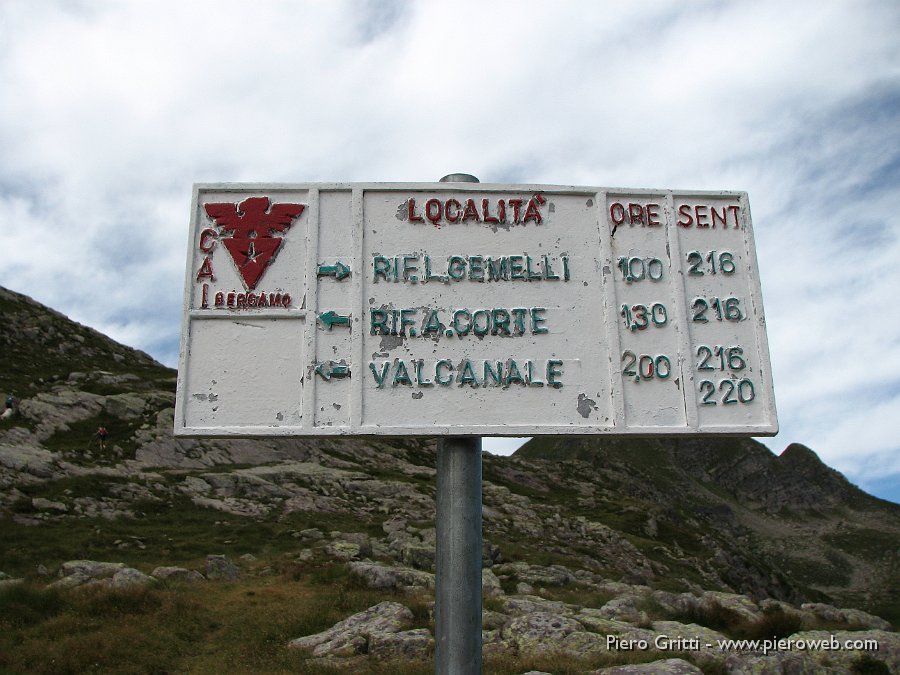 LOCALITÀ ORE SENT
CAI
BERGAMO
RIF. L. GEMELLI 1.00 216
RIF. A. CORTE 1.30 216
VALCANALE 2.00 216
220
Piero Gritti / www.pieroweb.com